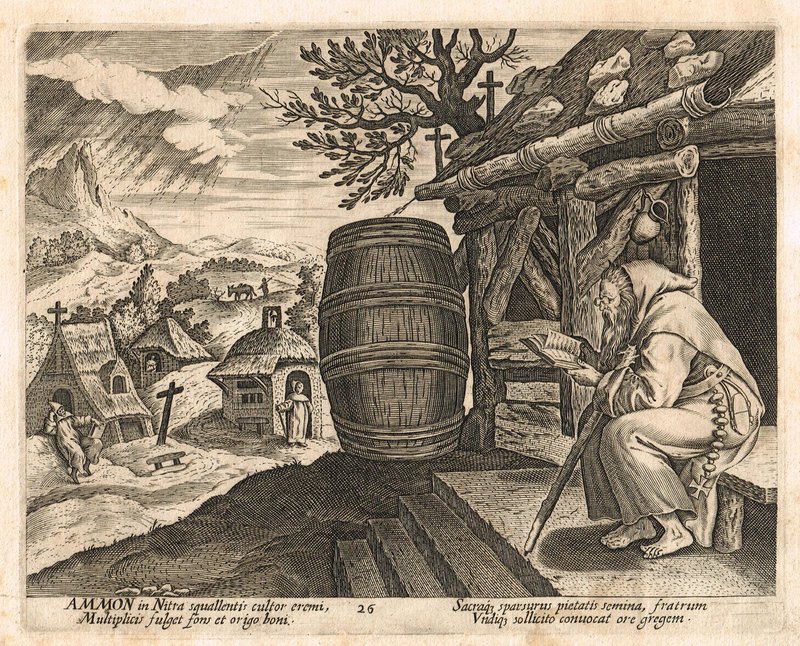 AMMON in Nitra squallentis cultor eremi,
Multiplicis fulget fons et origo boni.
26
Sacraq; sparsurus pietatis semina, fratrum
Vndiq; sollicito conuocat ore gregem.